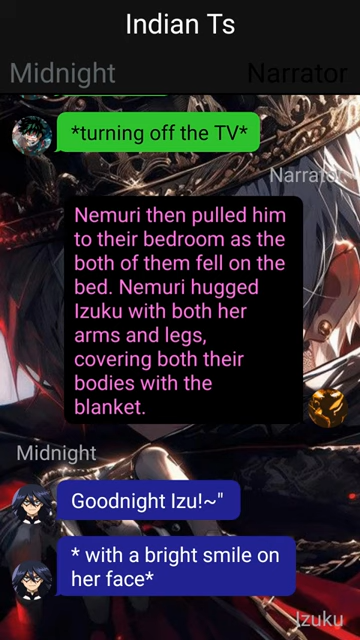 Indian Ts
Midnight
Narrator
*turning off the TV*
Narrator
Nemuri then pulled him
to their bedroom as the
both of them fell on the
bed. Nemuri hugged
Izuku with both her
arms and legs,
covering both their
bodies with the
blanket.
Midnight
Goodnight Izu!~"
* with a bright smile on
her face*
Izuku